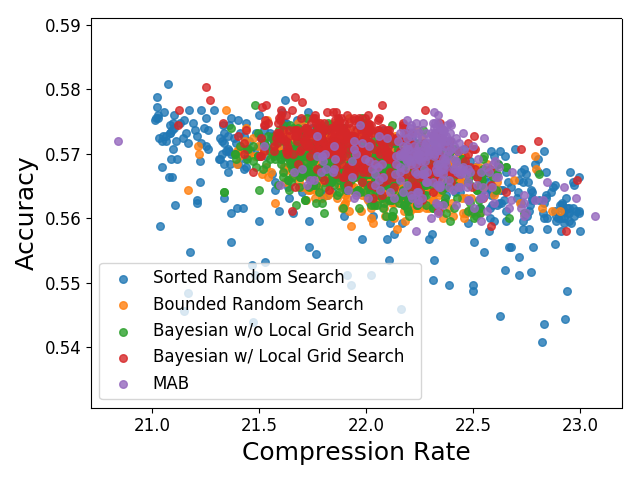 0.59
0.58
0.57
0.56
0.55
0.54
Accuracy
Sorted Random Search
Bounded Random Search
Bayesian w/o Local Grid Search
Bayesian w/ Local Grid Search
MAB
21.0 21.5 22.0 22.5 23.0
Compression Rate